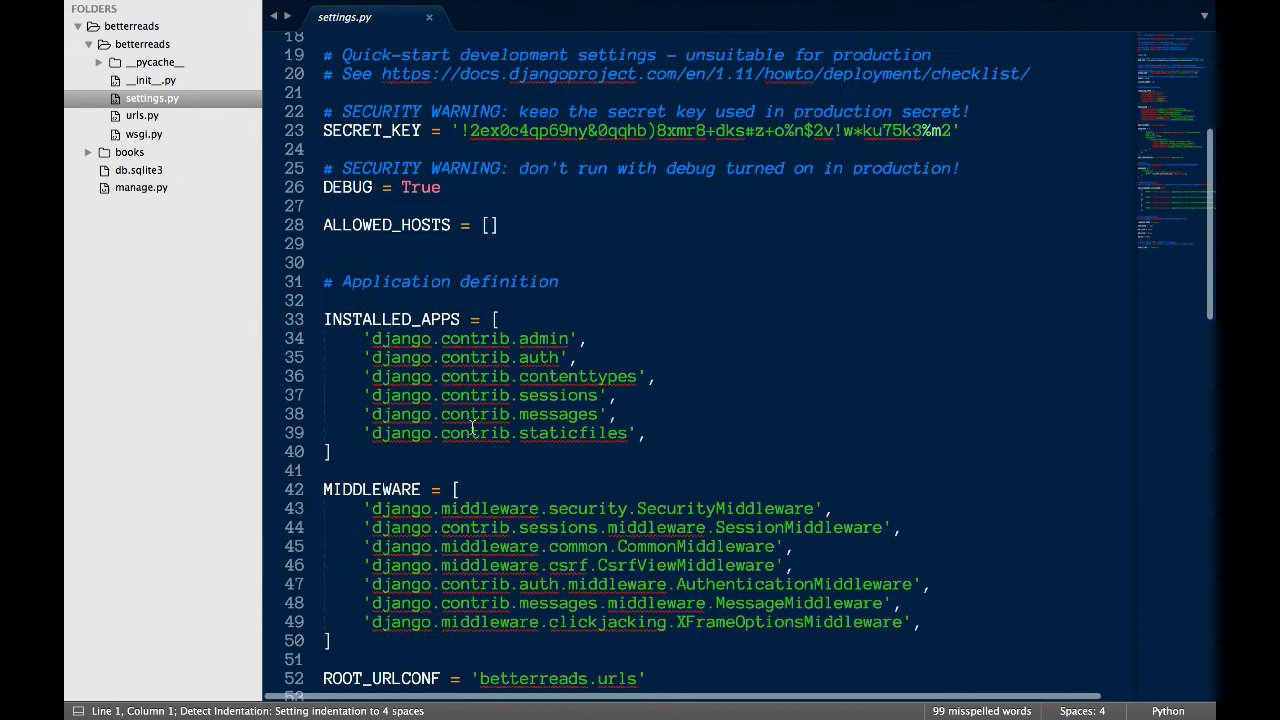 FOLDERS
betterreads
betterreads
__pycache__
__init__.py
settings.py
urls.py
wsgi.py
books
db.sqlite3
manage.py
settings.py
18
19 # Quick-start development settings - unsuitable for production
20 # See https://docs.djangoproject.com/en/1.11/howto/deployment/checklist/
21
22 # SECURITY WARNING: keep the secret key used in production secret!
23 SECRET_KEY = '!2ex0c4qp69ny&0qqhb)8xmr8+dks#z+o%n$2v!w*ku75k3%m2'
24
25 # SECURITY WARNING: don't run with debug turned on in production!
26 DEBUG = True
27
28 ALLOWED_HOSTS = []
29
30
31 # Application definition
32
33 INSTALLED_APPS = [
34     'django.contrib.admin',
35     'django.contrib.auth',
36     'django.contrib.contenttypes',
37     'django.contrib.sessions',
38     'django.contrib.messages',
39     'django.contrib.staticfiles',
40 ]
41
42 MIDDLEWARE = [
43     'django.middleware.security.SecurityMiddleware',
44     'django.contrib.sessions.middleware.SessionMiddleware',
45     'django.middleware.common.CommonMiddleware',
46     'django.middleware.csrf.CsrfViewMiddleware',
47     'django.contrib.auth.middleware.AuthenticationMiddleware',
48     'django.contrib.messages.middleware.MessageMiddleware',
49     'django.middleware.clickjacking.XFrameOptionsMiddleware',
50 ]
51
52 ROOT_URLCONF = 'betterreads.urls'
53
Line 1, Column 1; Detect Indentation: Setting indentation to 4 spaces
99 misspelled words
Spaces: 4
Python